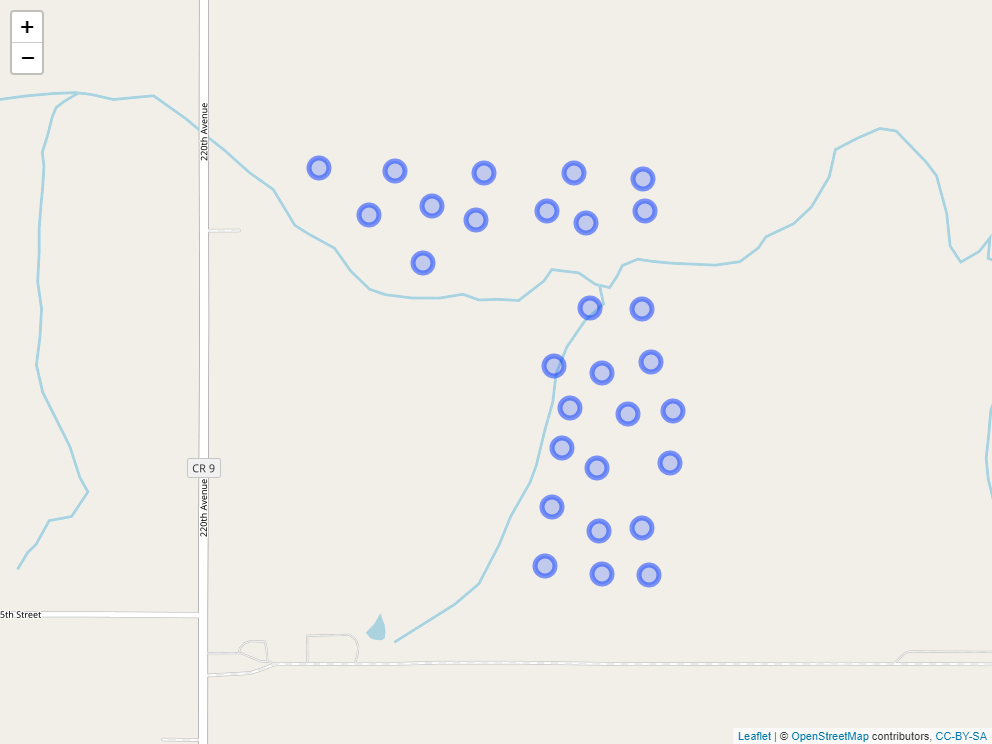 +
−
220th Avenue
CR 9
220th Avenue
5th Street
Leaflet | © OpenStreetMap contributors, CC-BY-SA